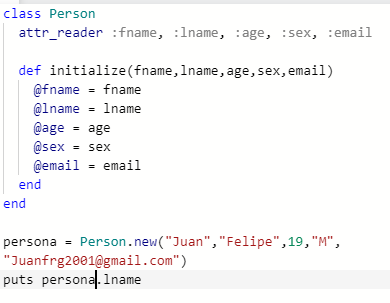 class Person
  attr_reader :fname, :lname, :age, :sex, :email

  def initialize(fname,lname,age,sex,email)
    @fname = fname
    @lname = lname
    @age = age
    @sex = sex
    @email = email
  end
end

persona = Person.new("Juan","Felipe",19,"M",
"Juanfrg2001@gmail.com")
puts persona.lname